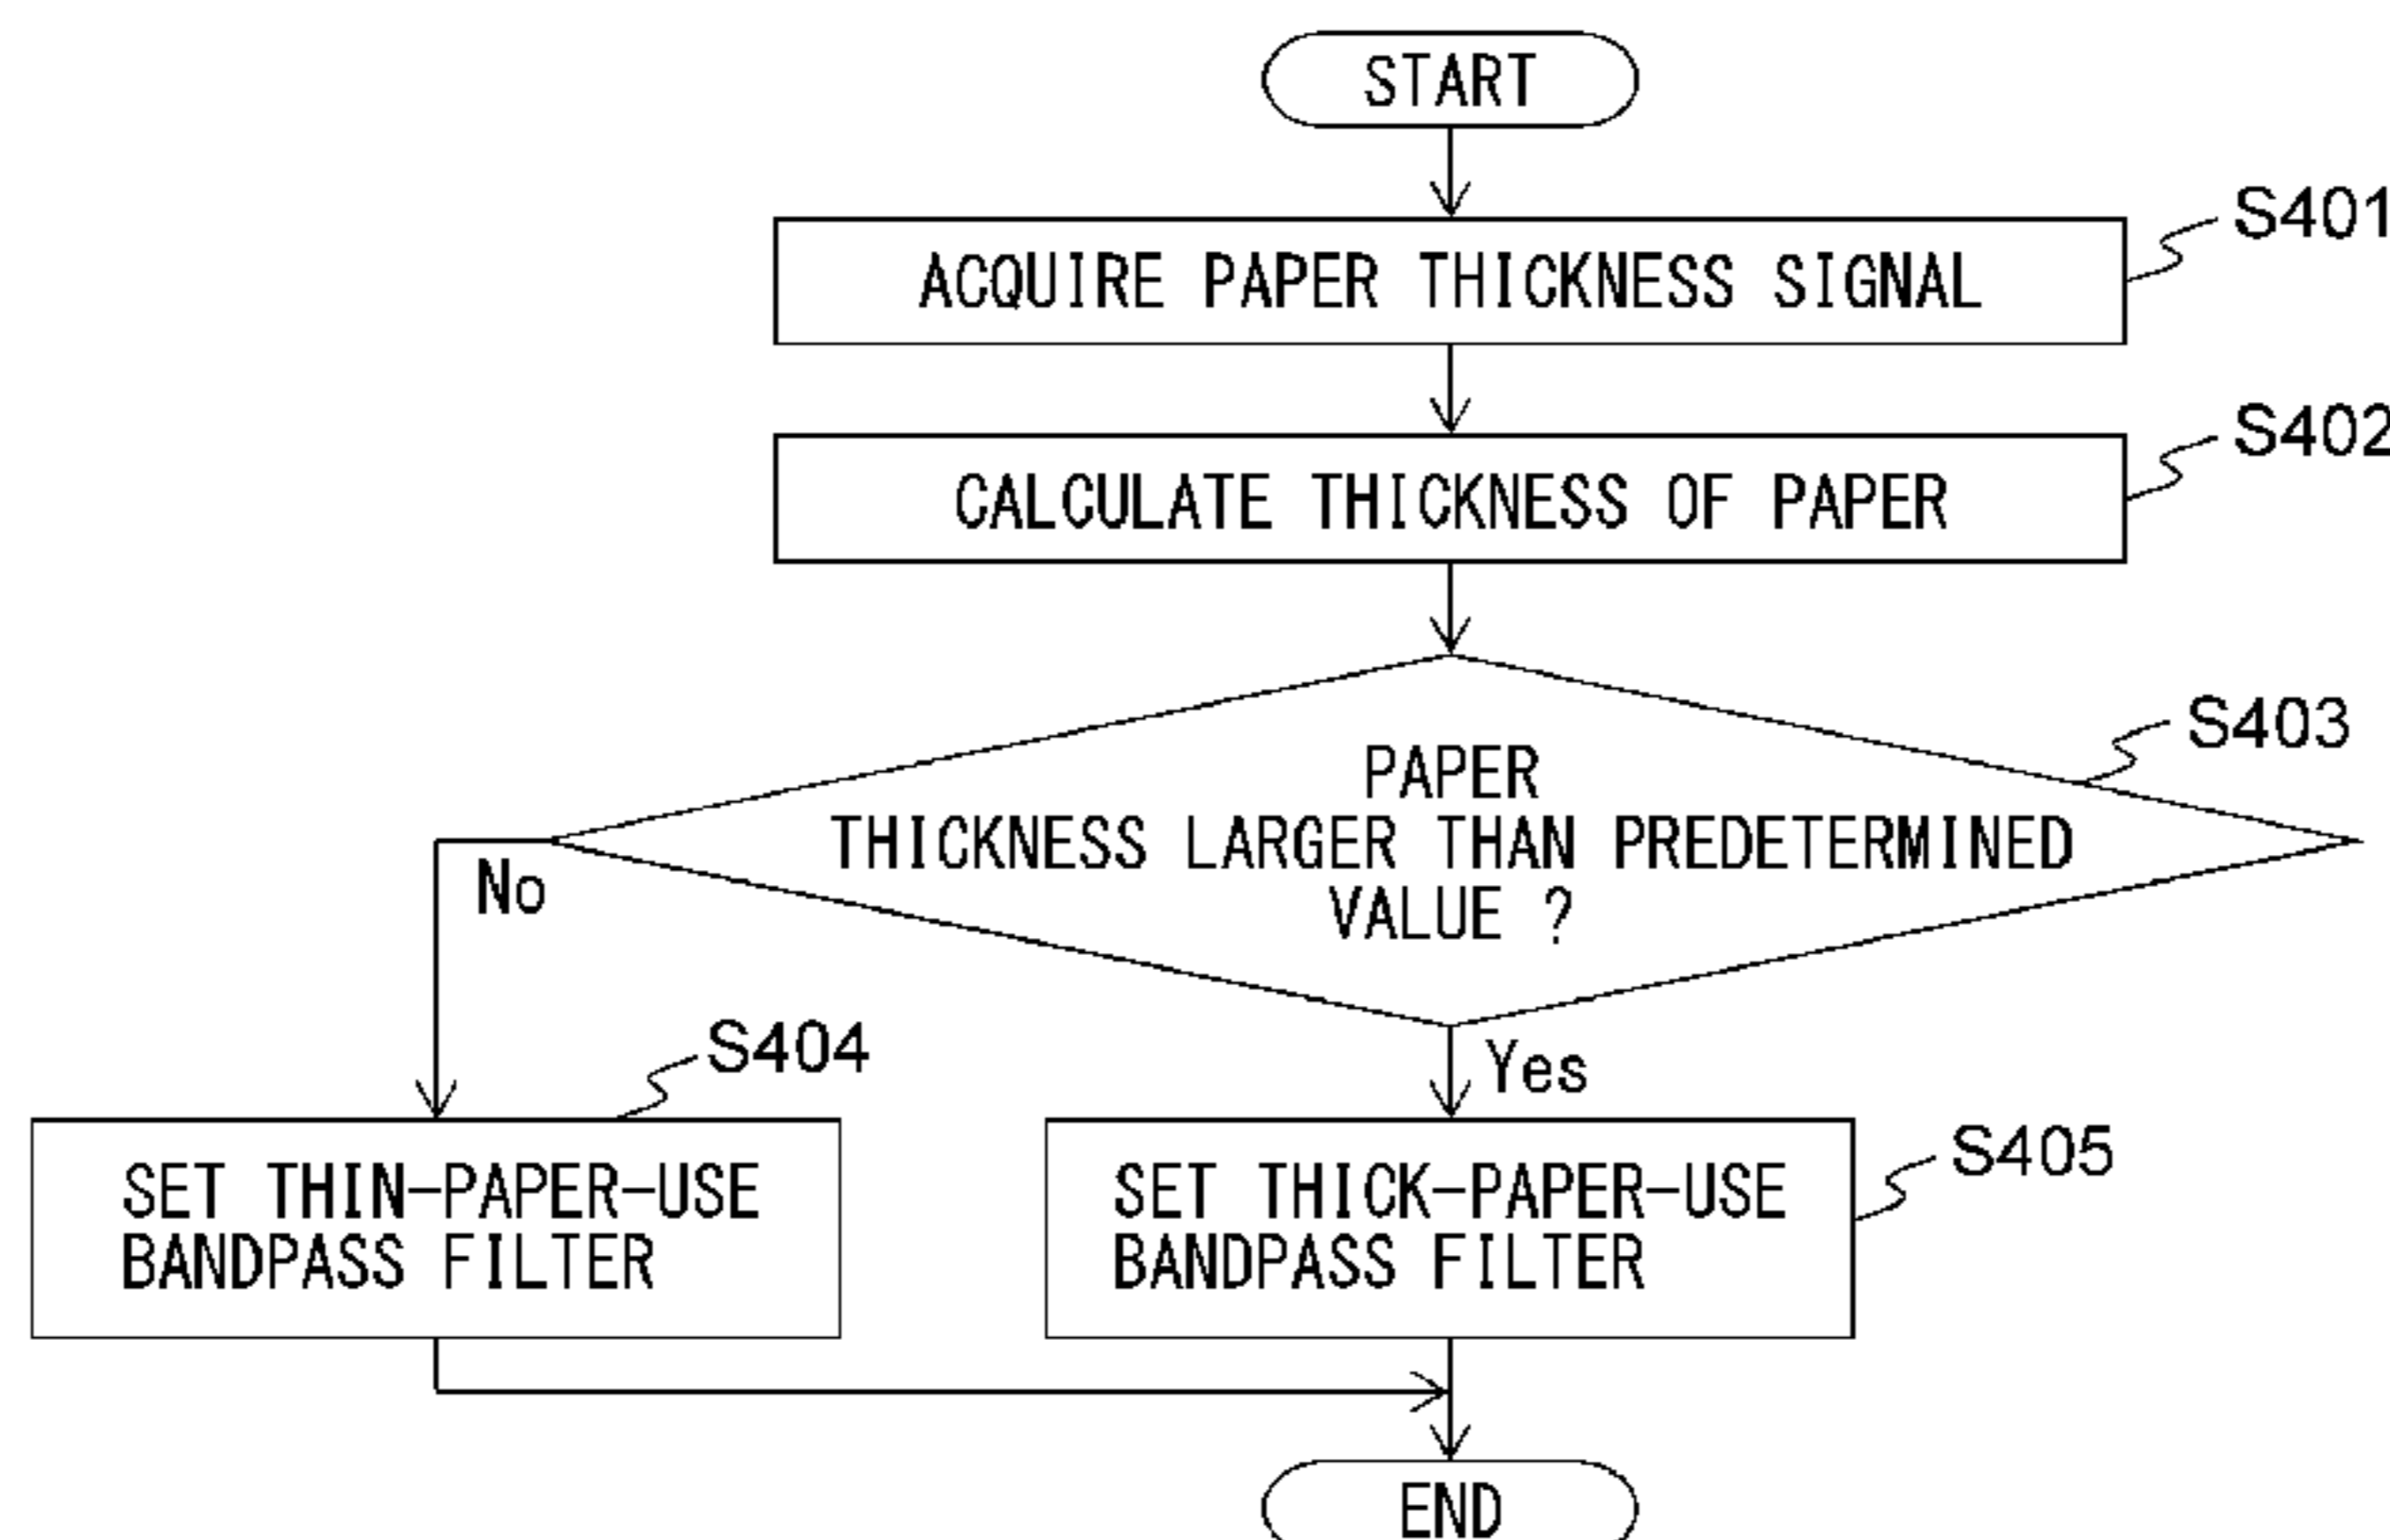 START
ACQUIRE PAPER THICKNESS SIGNAL
S401
CALCULATE THICKNESS OF PAPER
S402
PAPER
THICKNESS LARGER THAN PREDETERMINED
VALUE ?
S403
No
Yes
S404
SET THIN-PAPER-USE
BANDPASS FILTER
SET THICK-PAPER-USE
BANDPASS FILTER
S405
END